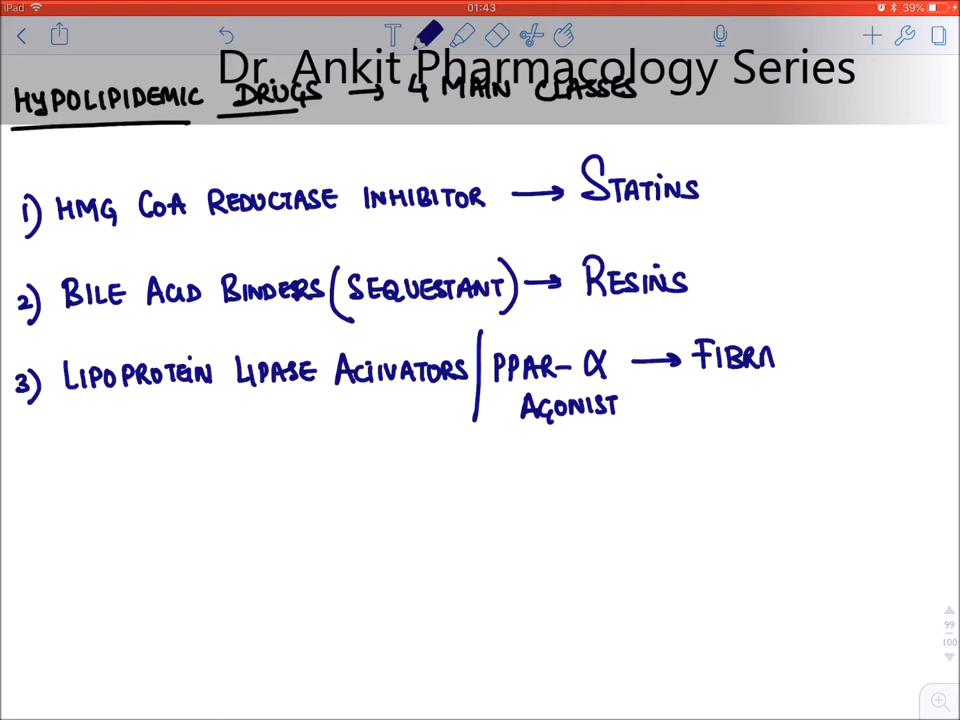 iPad 01:43 39%
Dr. Ankit Pharmacology Series
HYPOLIPIDEMIC DRUGS → 4 MAIN CLASSES
1) HMG COA REDUCTASE INHIBITOR → STATINS
2) BILE ACID BINDERS (SEQUESTANT) → RESINS
3) LIPOPROTEIN LIPASE ACTIVATORS / PPAR-α → FIBRA
AGONIST
99
100